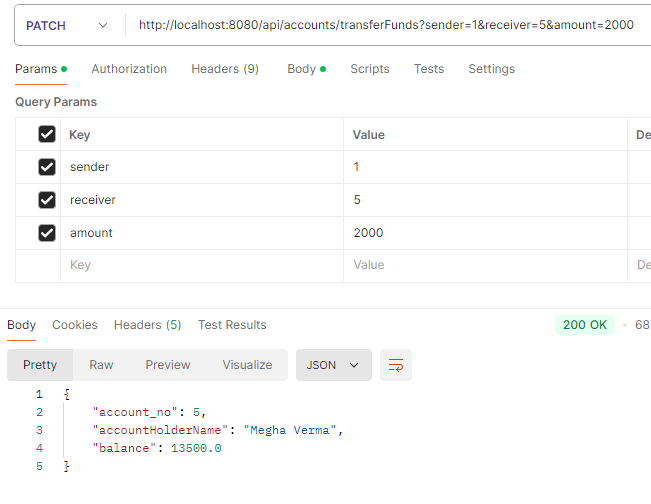 PATCH http://localhost:8080/api/accounts/transferFunds?sender=1&receiver=5&amount=2000
Params Authorization Headers (9) Body Scripts Tests Settings
Query Params
Key Value De
sender 1
receiver 5
amount 2000
Key Value De
Body Cookies Headers (5) Test Results 200 OK 68
Pretty Raw Preview Visualize JSON
1 {
2 "account_no": 5,
3 "accountHolderName": "Megha Verma",
4 "balance": 13500.0
5 }